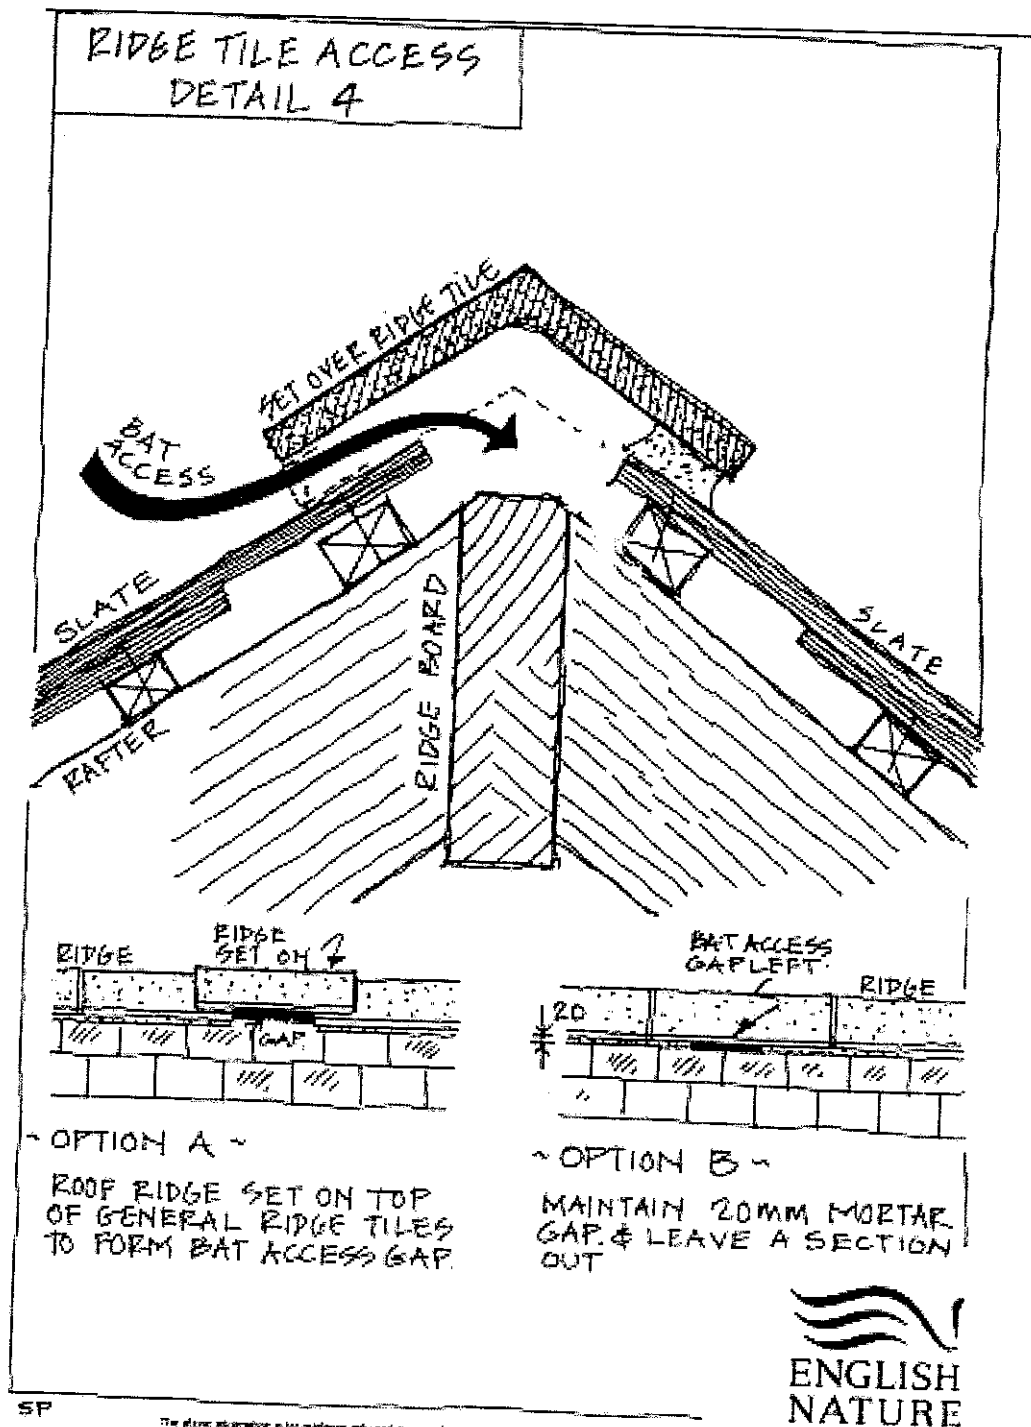 RIDGE TILE ACCESS
DETAIL 4
SET OVER RIDGE TILE
BAT
ACCESS
SLATE
SLATE
RIDGE BOARD
RAFTER
RIDGE
RIDGE
SET ON
GAP
BAT ACCESS
GAP LEFT
RIDGE
20
~ OPTION A ~
ROOF RIDGE SET ON TOP
OF GENERAL RIDGE TILES
TO FORM BAT ACCESS GAP.
~ OPTION B ~
MAINTAIN 20mm MORTAR
GAP. & LEAVE A SECTION
OUT
ENGLISH
NATURE
SP